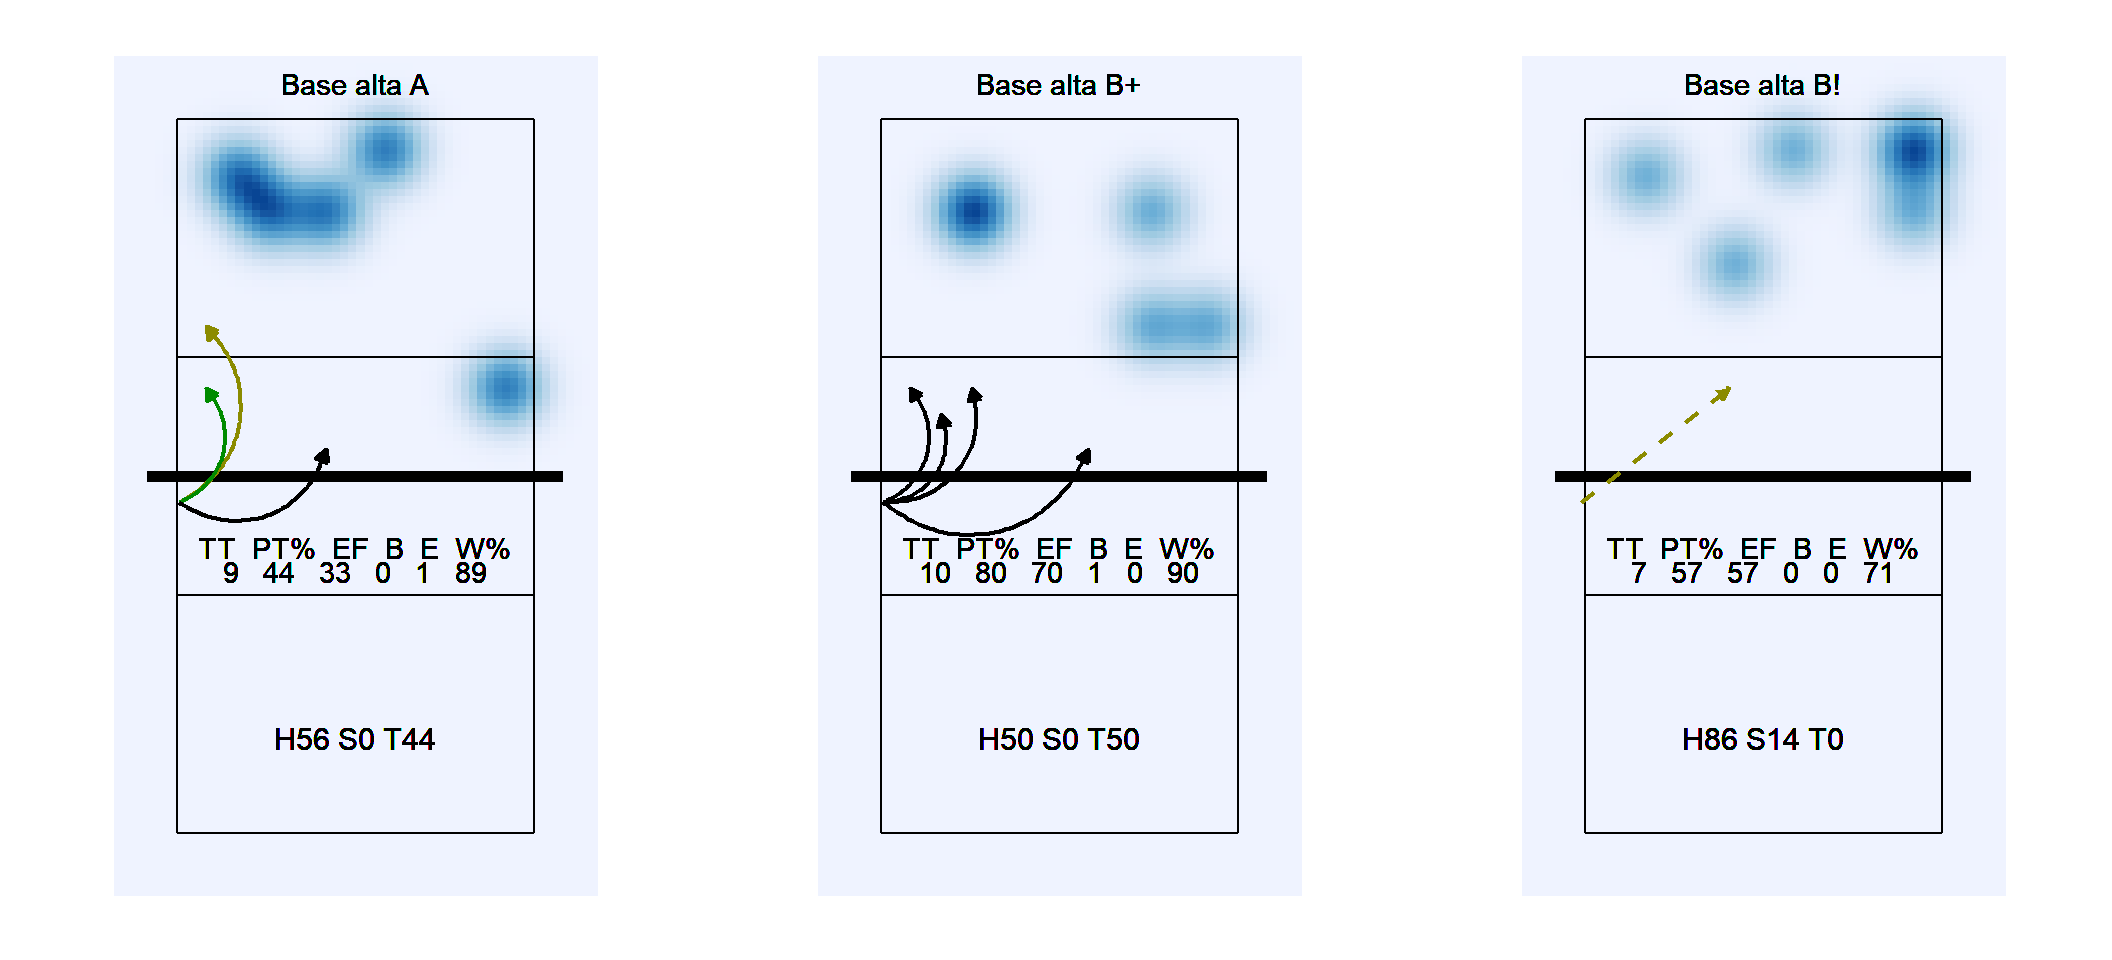 Base alta A
TT PT% EF B E W%
9 44 33 0 1 89
H56 S0 T44
Base alta B+
TT PT% EF B E W%
10 80 70 1 0 90
H50 S0 T50
Base alta B!
TT PT% EF B E W%
7 57 57 0 0 71
H86 S14 T0